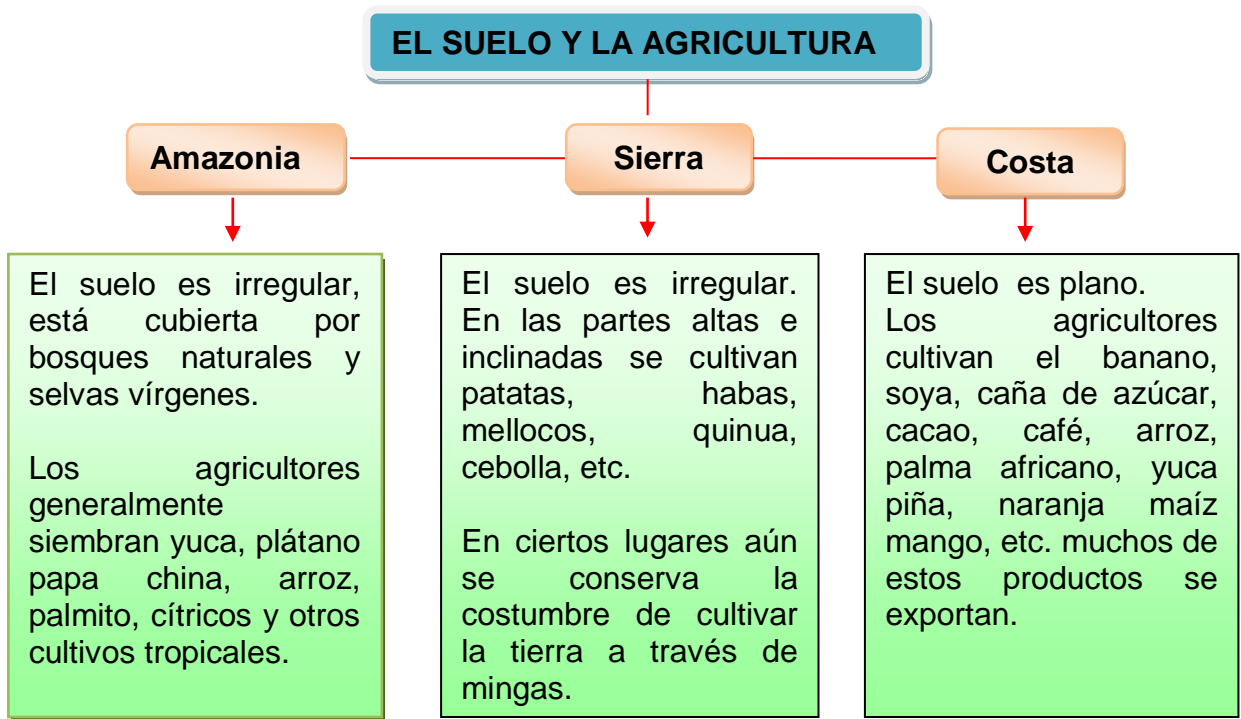 EL SUELO Y LA AGRICULTURA
Amazonia
Sierra
Costa
El suelo es irregular,
está cubierta por
bosques naturales y
selvas vírgenes.
Los agricultores
generalmente
siembran yuca, plátano
papa china, arroz,
palmito, cítricos y otros
cultivos tropicales.
El suelo es irregular.
En las partes altas e
inclinadas se cultivan
patatas, habas,
mellocos, quinua,
cebolla, etc.
En ciertos lugares aún
se conserva la
costumbre de cultivar
la tierra a través de
mingas.
El suelo es plano.
Los agricultores
cultivan el banano,
soya, caña de azúcar,
cacao, café, arroz,
palma africano, yuca
piña, naranja maíz
mango, etc. muchos de
estos productos se
exportan.